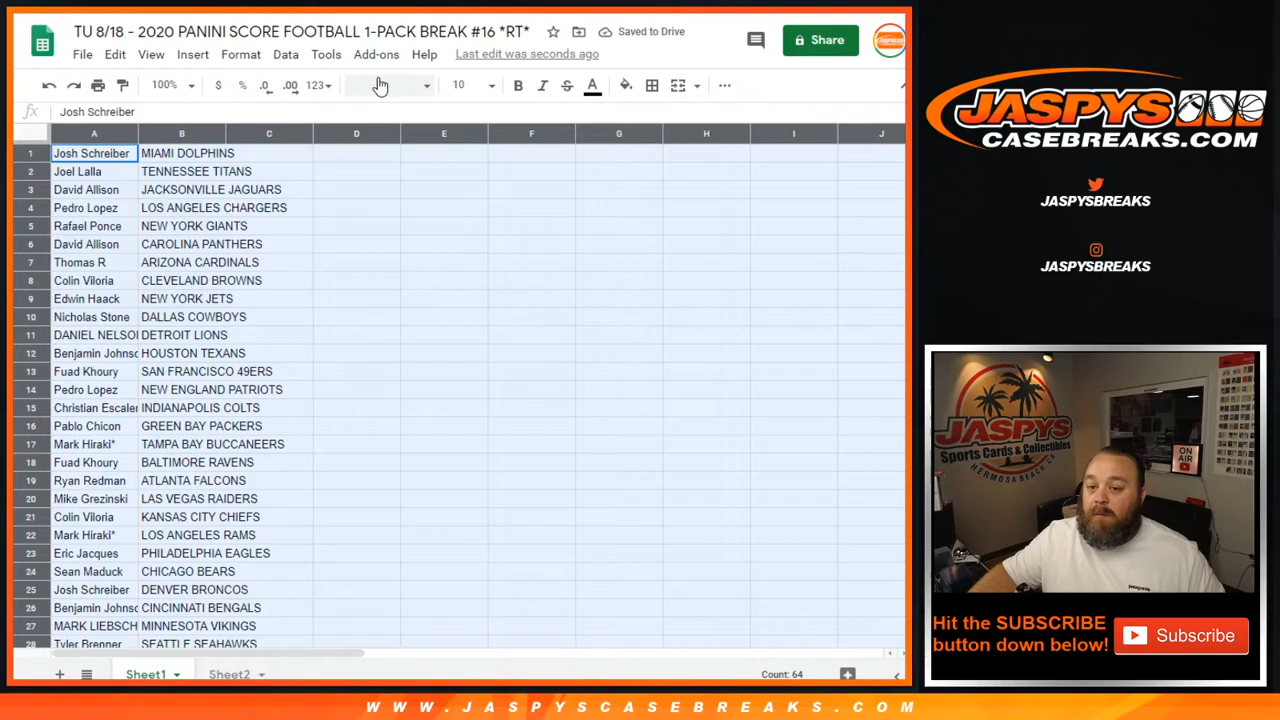 TU 8/18 - 2020 PANINI SCORE FOOTBALL 1-PACK BREAK #16 *RT*
Saved to Drive
File Edit View Insert Format Data Tools Add-ons Help Last edit was seconds ago
Share
100% $ % .0 .00 123 10 B I S A
fx Josh Schreiber
A B C D E F G H I J
1 Josh Schreiber MIAMI DOLPHINS
2 Joel Lalla TENNESSEE TITANS
3 David Allison JACKSONVILLE JAGUARS
4 Pedro Lopez LOS ANGELES CHARGERS
5 Rafael Ponce NEW YORK GIANTS
6 David Allison CAROLINA PANTHERS
7 Thomas R ARIZONA CARDINALS
8 Colin Viloria CLEVELAND BROWNS
9 Edwin Haack NEW YORK JETS
10 Nicholas Stone DALLAS COWBOYS
11 DANIEL NELSO DETROIT LIONS
12 Benjamin Johnso HOUSTON TEXANS
13 Fuad Khoury SAN FRANCISCO 49ERS
14 Pedro Lopez NEW ENGLAND PATRIOTS
15 Christian Escaler INDIANAPOLIS COLTS
16 Pablo Chicon GREEN BAY PACKERS
17 Mark Hiraki* TAMPA BAY BUCCANEERS
18 Fuad Khoury BALTIMORE RAVENS
19 Ryan Redman ATLANTA FALCONS
20 Mike Grezinski LAS VEGAS RAIDERS
21 Colin Viloria KANSAS CITY CHIEFS
22 Mark Hiraki* LOS ANGELES RAMS
23 Eric Jacques PHILADELPHIA EAGLES
24 Sean Maduck CHICAGO BEARS
25 Josh Schreiber DENVER BRONCOS
26 Benjamin Johnso CINCINNATI BENGALS
27 MARK LIEBSCH MINNESOTA VIKINGS
28 Tyler Brenner SEATTLE SEAHAWKS
Sheet1 Sheet2 Count: 64
JASPYS
CASEBREAKS.COM
JASPYSBREAKS
JASPYSBREAKS
JASPYS
Sports Cards & Collectibles
HERMOSA BEACH, CA
ON
AIR
Hit the SUBSCRIBE
button down below!
Subscribe
WWW.JASPYSCASEBREAKS.COM